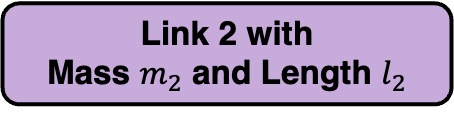 Link 2 with
Mass m₂ and Length l₂